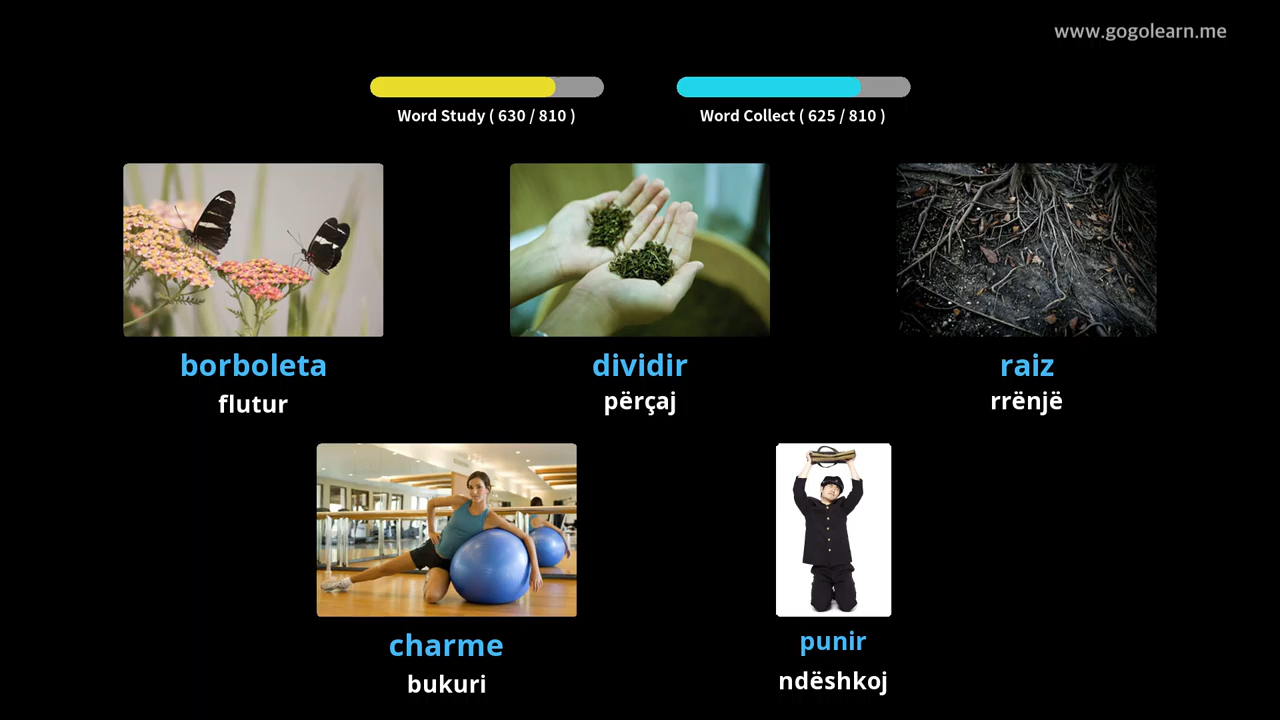 www.gogolearn.me
Word Study ( 630 / 810 )
Word Collect ( 625 / 810 )
borboleta
flutur
dividir
përçaj
raiz
rrënjë
charme
bukuri
punir
ndëshkoj